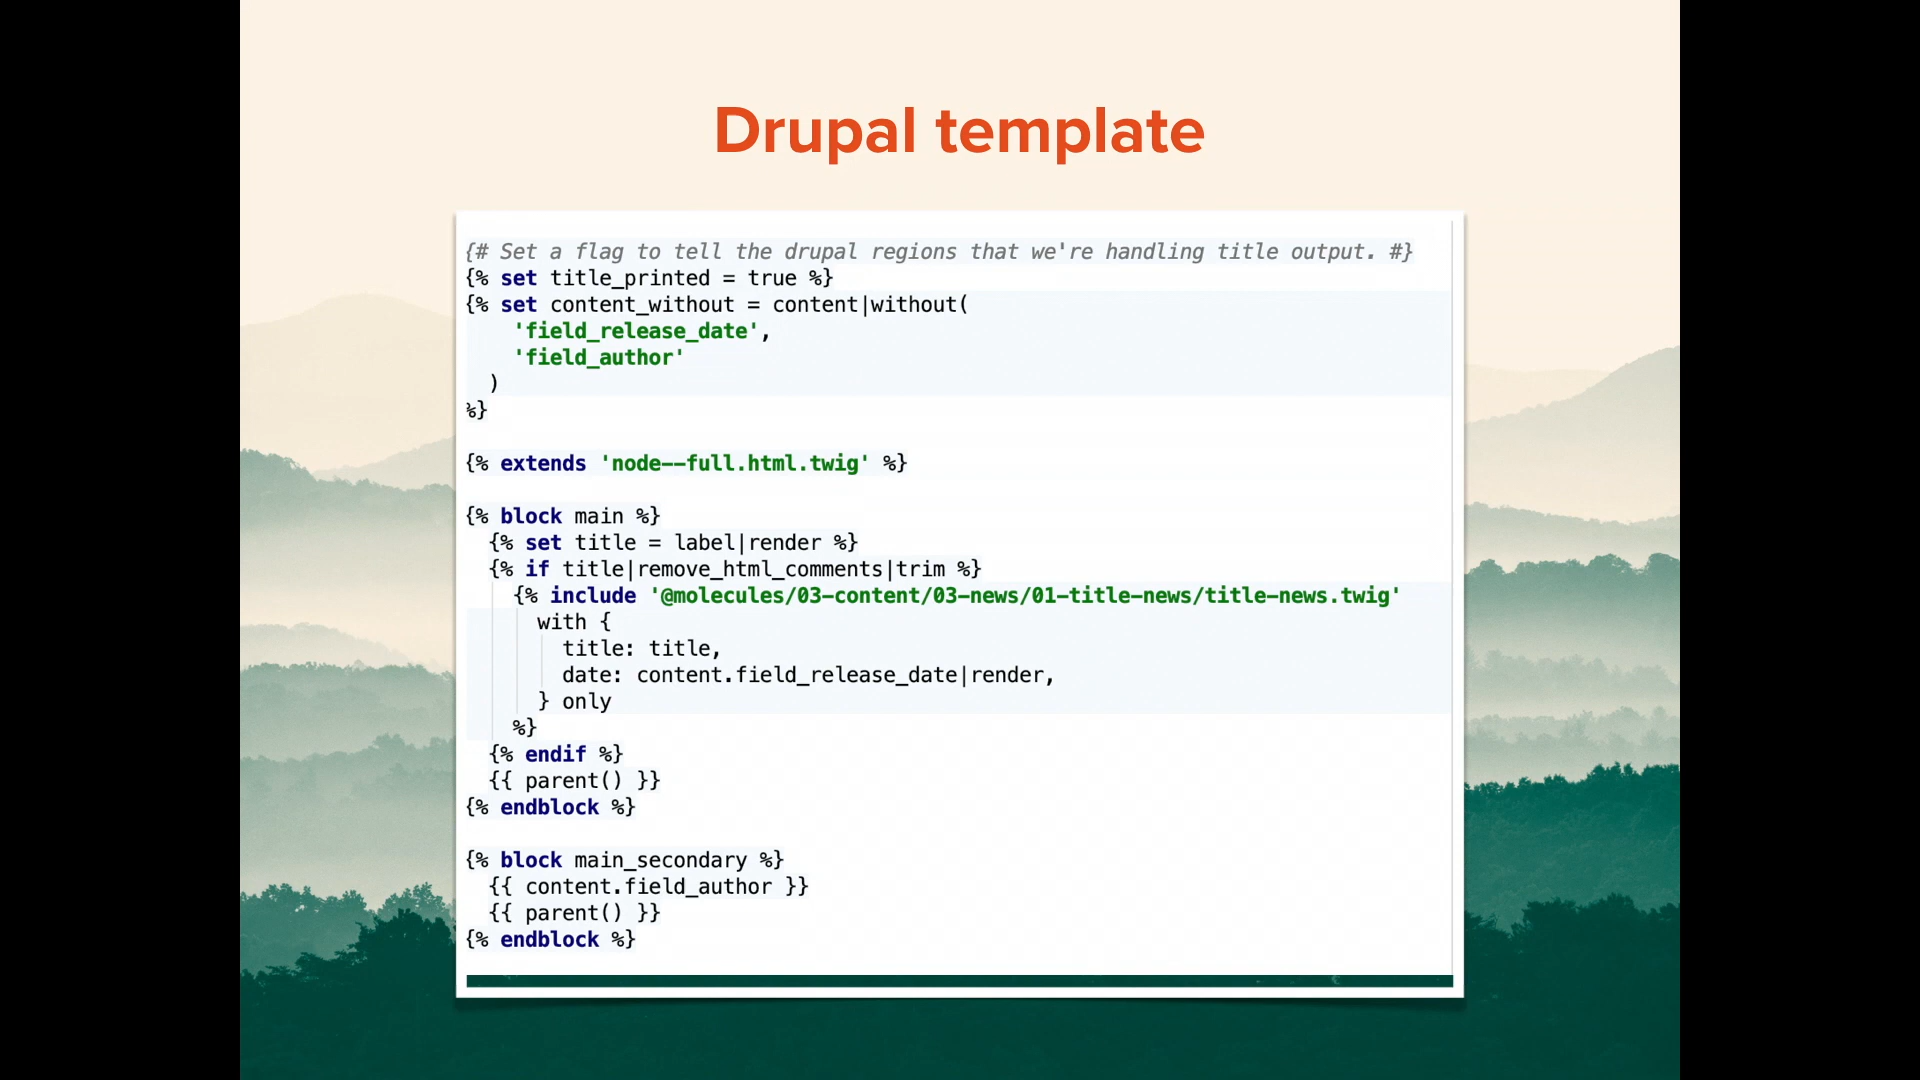 Drupal template
{# Set a flag to tell the drupal regions that we're handling title output. #}
{% set title_printed = true %}
{% set content_without = content|without(
    'field_release_date',
    'field_author'
  )
%}
{% extends 'node--full.html.twig' %}
{% block main %}
  {% set title = label|render %}
  {% if title|remove_html_comments|trim %}
    {% include '@molecules/03-content/03-news/01-title-news/title-news.twig'
      with {
        title: title,
        date: content.field_release_date|render,
      } only
    %}
  {% endif %}
  {{ parent() }}
{% endblock %}
{% block main_secondary %}
  {{ content.field_author }}
  {{ parent() }}
{% endblock %}